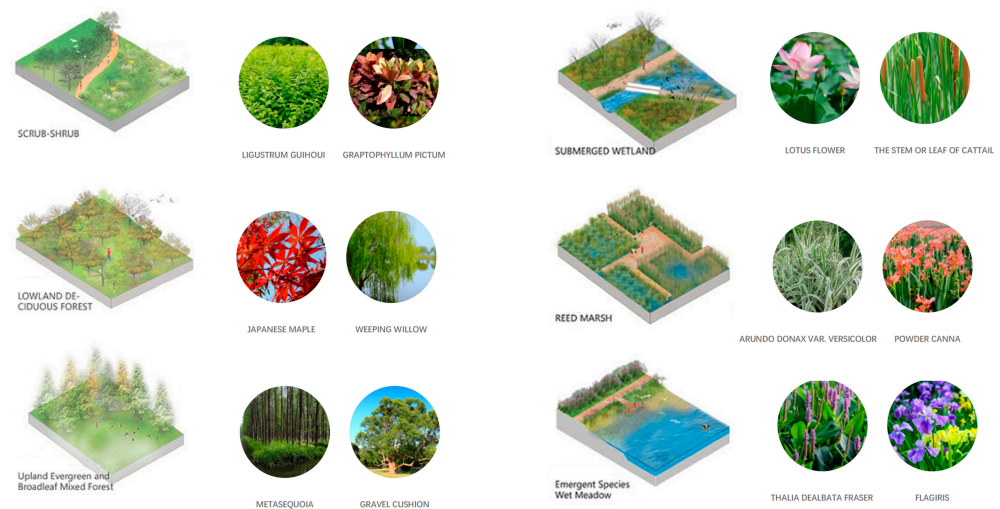 SCRUB-SHRUB
LIGUSTRUM GUIHOUI
GRAPTOPHYLLUM PICTUM
LOWLAND DE-
CIDUOUS FOREST
JAPANESE MAPLE
WEEPING WILLOW
Upland Evergreen and
Broadleaf Mixed Forest
METASEQUOIA
GRAVEL CUSHION
SUBMERGED WETLAND
LOTUS FLOWER
THE STEM OR LEAF OF CATTAIL
REED MARSH
ARUNDO DONAX VAR. VERSICOLOR
POWDER CANNA
Emergent Species
Wet Meadow
THALIA DEALBATA FRASER
FLAGIRIS